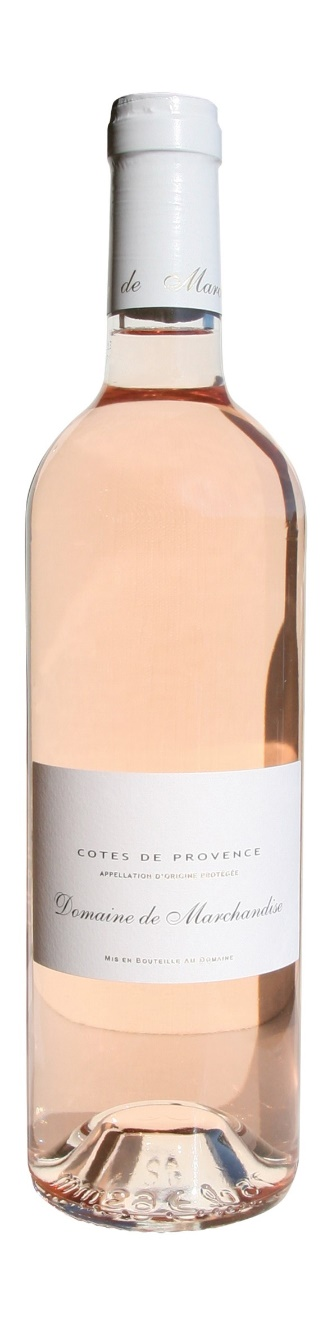 de Marc
COTES DE PROVENCE
APPELLATION D'ORIGINE PROTÉGÉE
Domaine de Marchandise
MIS EN BOUTEILLE AU DOMAINE